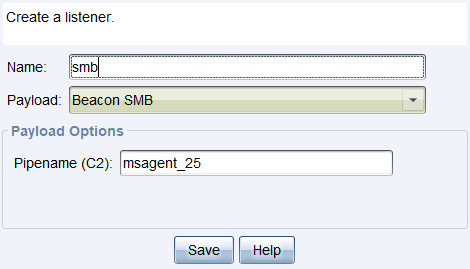 Create a listener.
Name: smb
Payload: Beacon SMB
Payload Options
Pipename (C2): msagent_25
Save Help